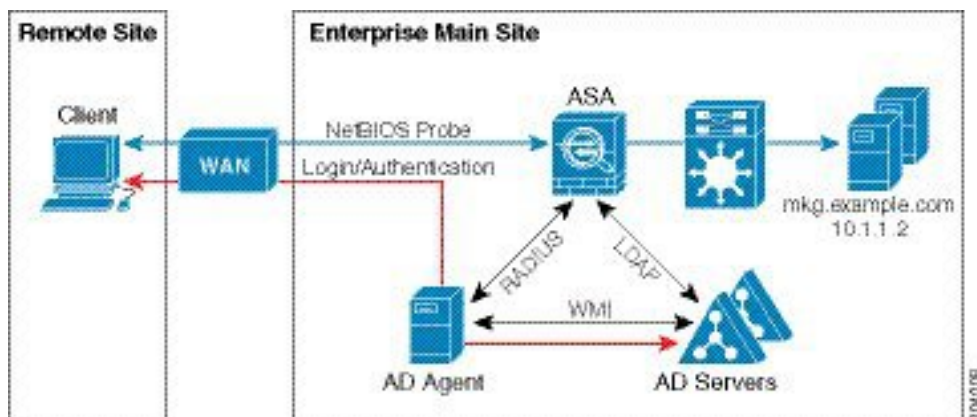 Remote Site
Enterprise Main Site
Client
ASA
NetBIOS Probe
WAN
Login/Authentication
mkg.example.com
10.1.1.2
RADIUS
LDAP
WMI
AD Agent
AD Servers